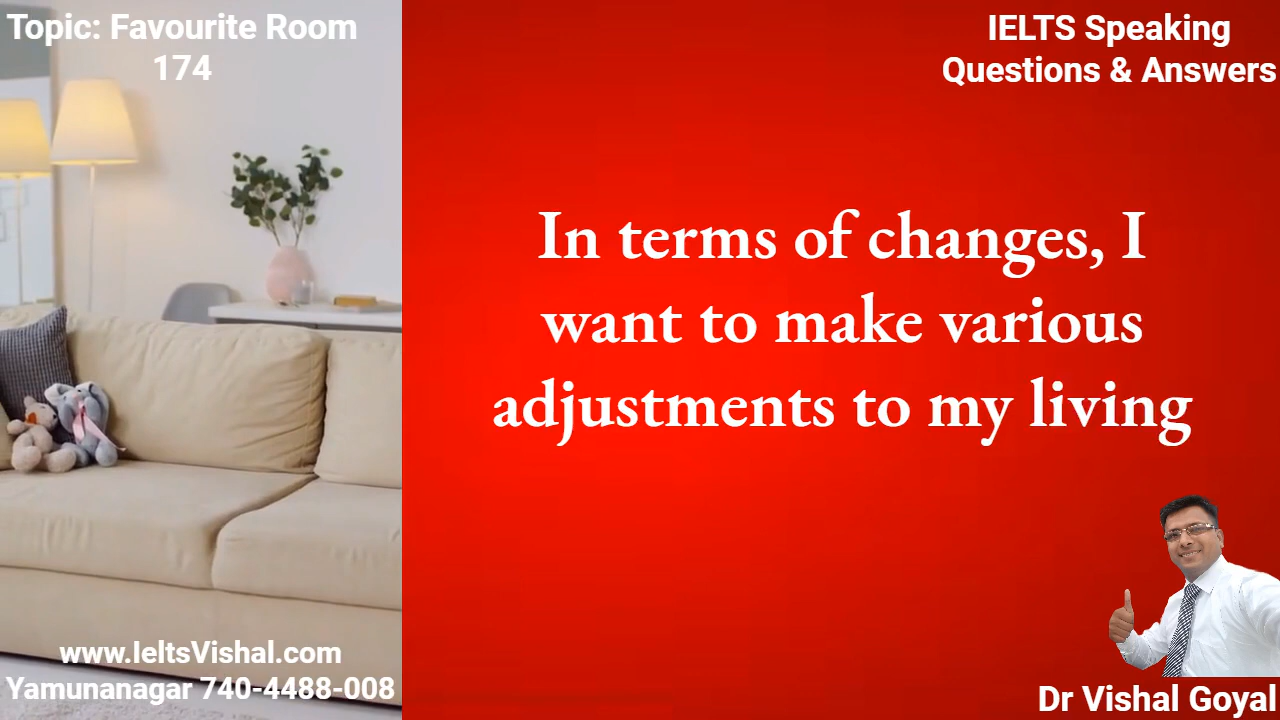 Topic: Favourite Room
174
IELTS Speaking
Questions & Answers
In terms of changes, I
want to make various
adjustments to my living
www.IeltsVishal.com
Yamunanagar 740-4488-008
Dr Vishal Goyal